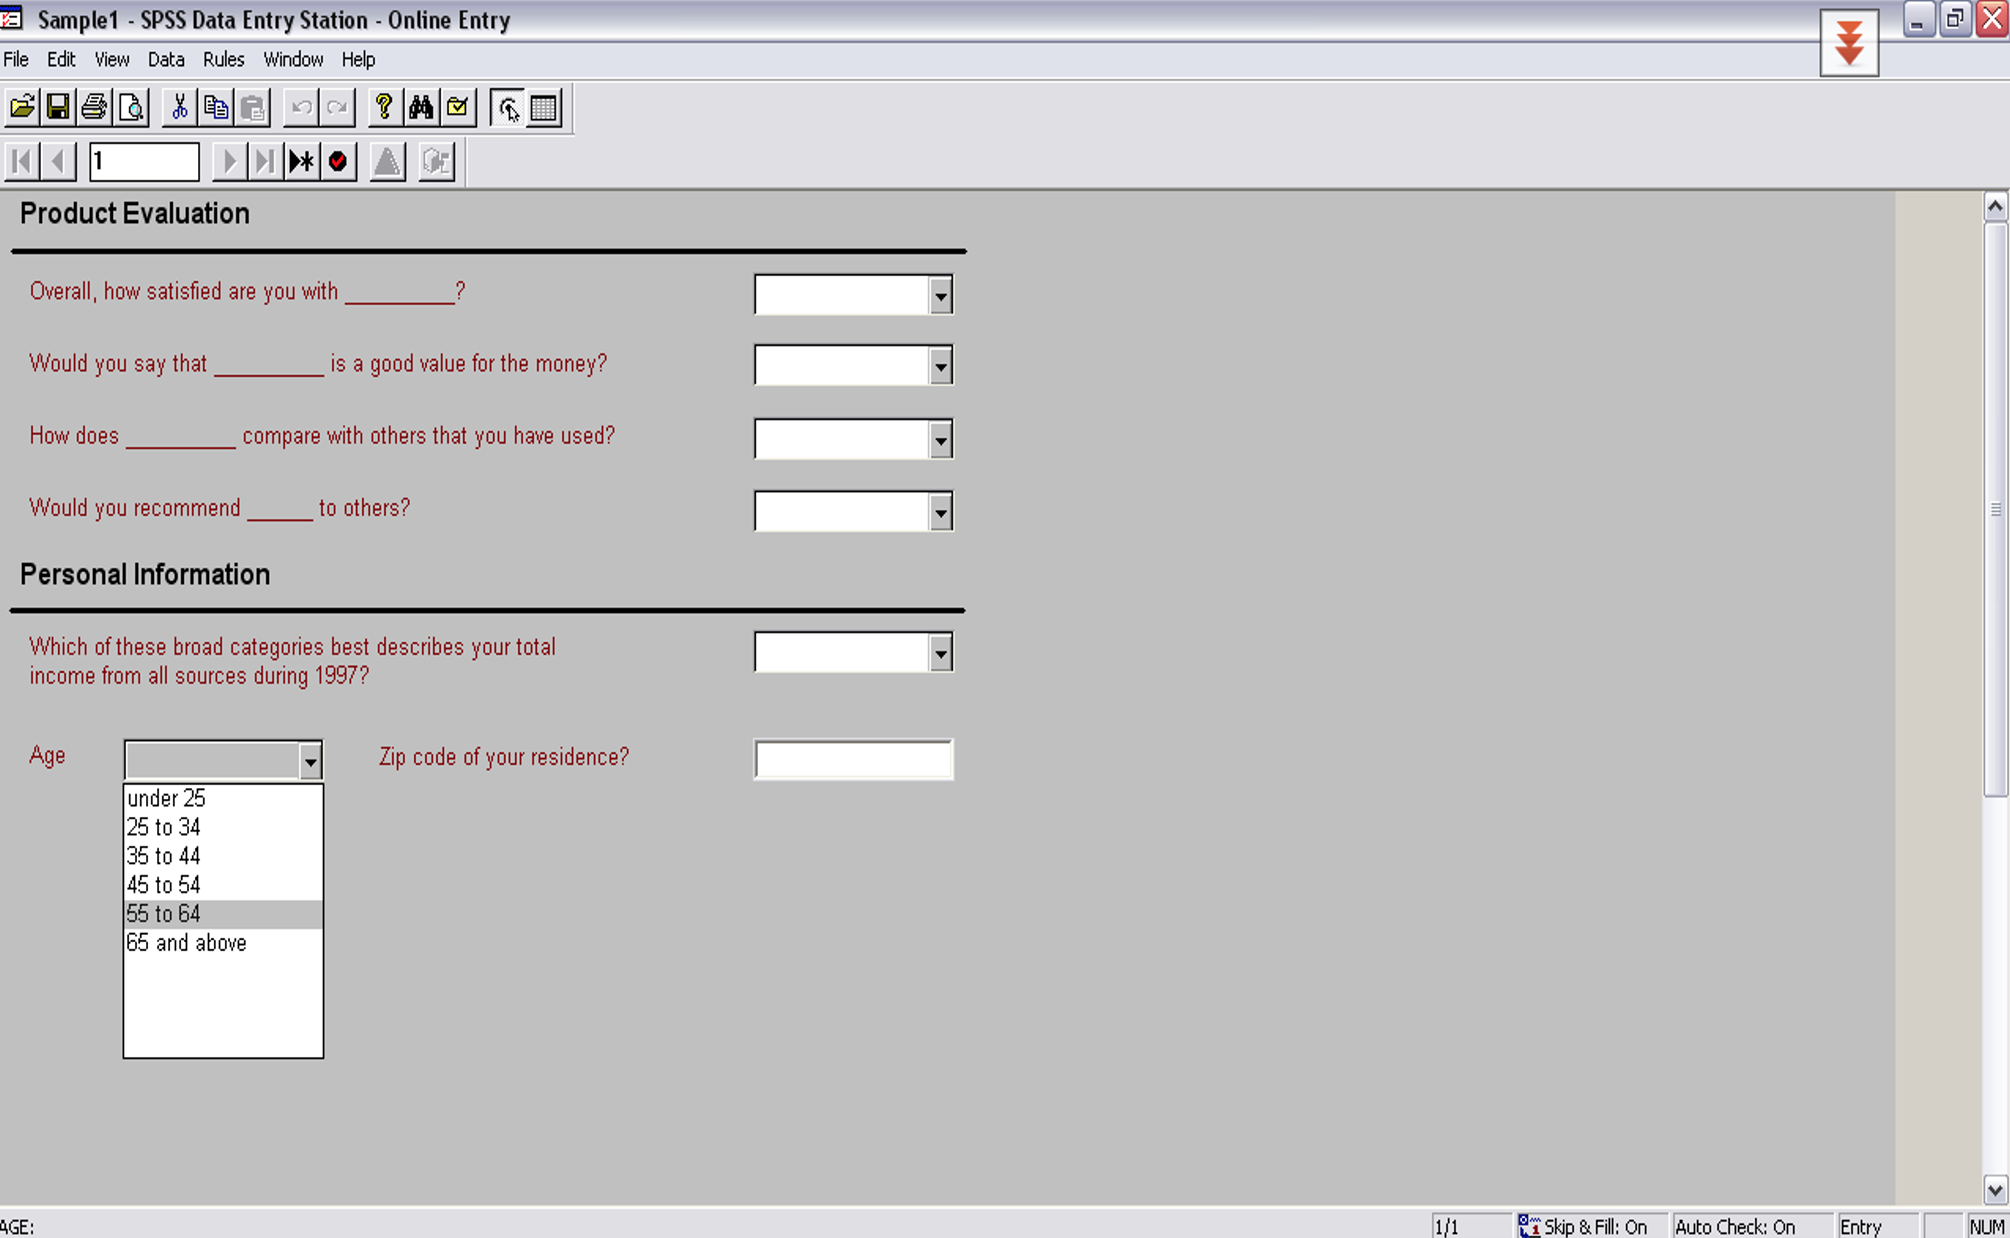 Sample1 - SPSS Data Entry Station - Online Entry
File Edit View Data Rules Window Help
1
Product Evaluation
Overall, how satisfied are you with __________?
Would you say that __________ is a good value for the money?
How does __________ compare with others that you have used?
Would you recommend ______ to others?
Personal Information
Which of these broad categories best describes your total
income from all sources during 1997?
Age Zip code of your residence?
under 25
25 to 34
35 to 44
45 to 54
55 to 64
65 and above
AGE: 1/1 Skip & Fill: On Auto Check: On Entry NUM